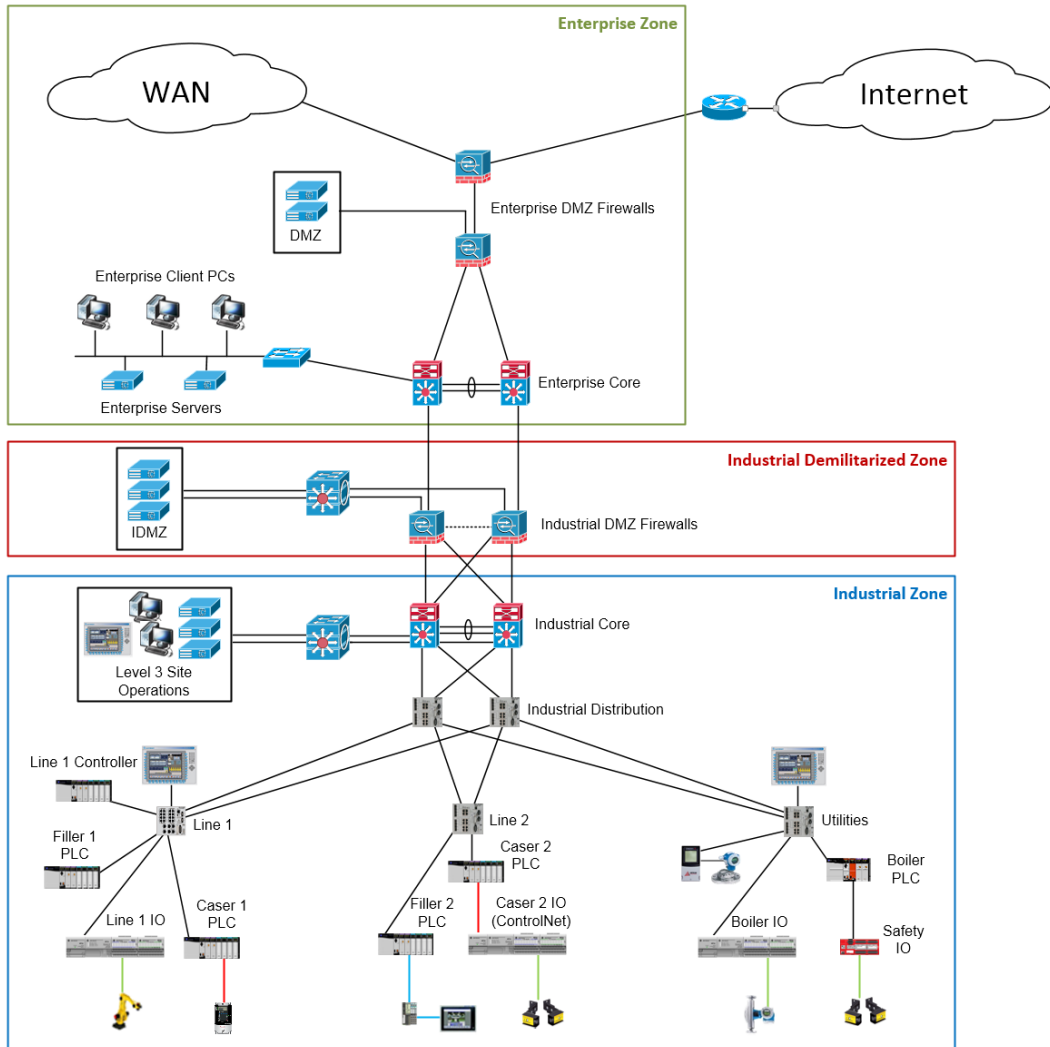 Enterprise Zone
WAN
Internet
Enterprise DMZ Firewalls
DMZ
Enterprise Client PCs
Enterprise Core
Enterprise Servers
Industrial Demilitarized Zone
Industrial DMZ Firewalls
IDMZ
Industrial Zone
Industrial Core
Level 3 Site
Operations
Industrial Distribution
Line 1 Controller
Line 1
Line 2
Utilities
Filler 1
PLC
Caser 2
PLC
Boiler
PLC
Line 1 IO
Caser 1
PLC
Filler 2
PLC
Caser 2 IO
(ControlNet)
Boiler IO
Safety
IO